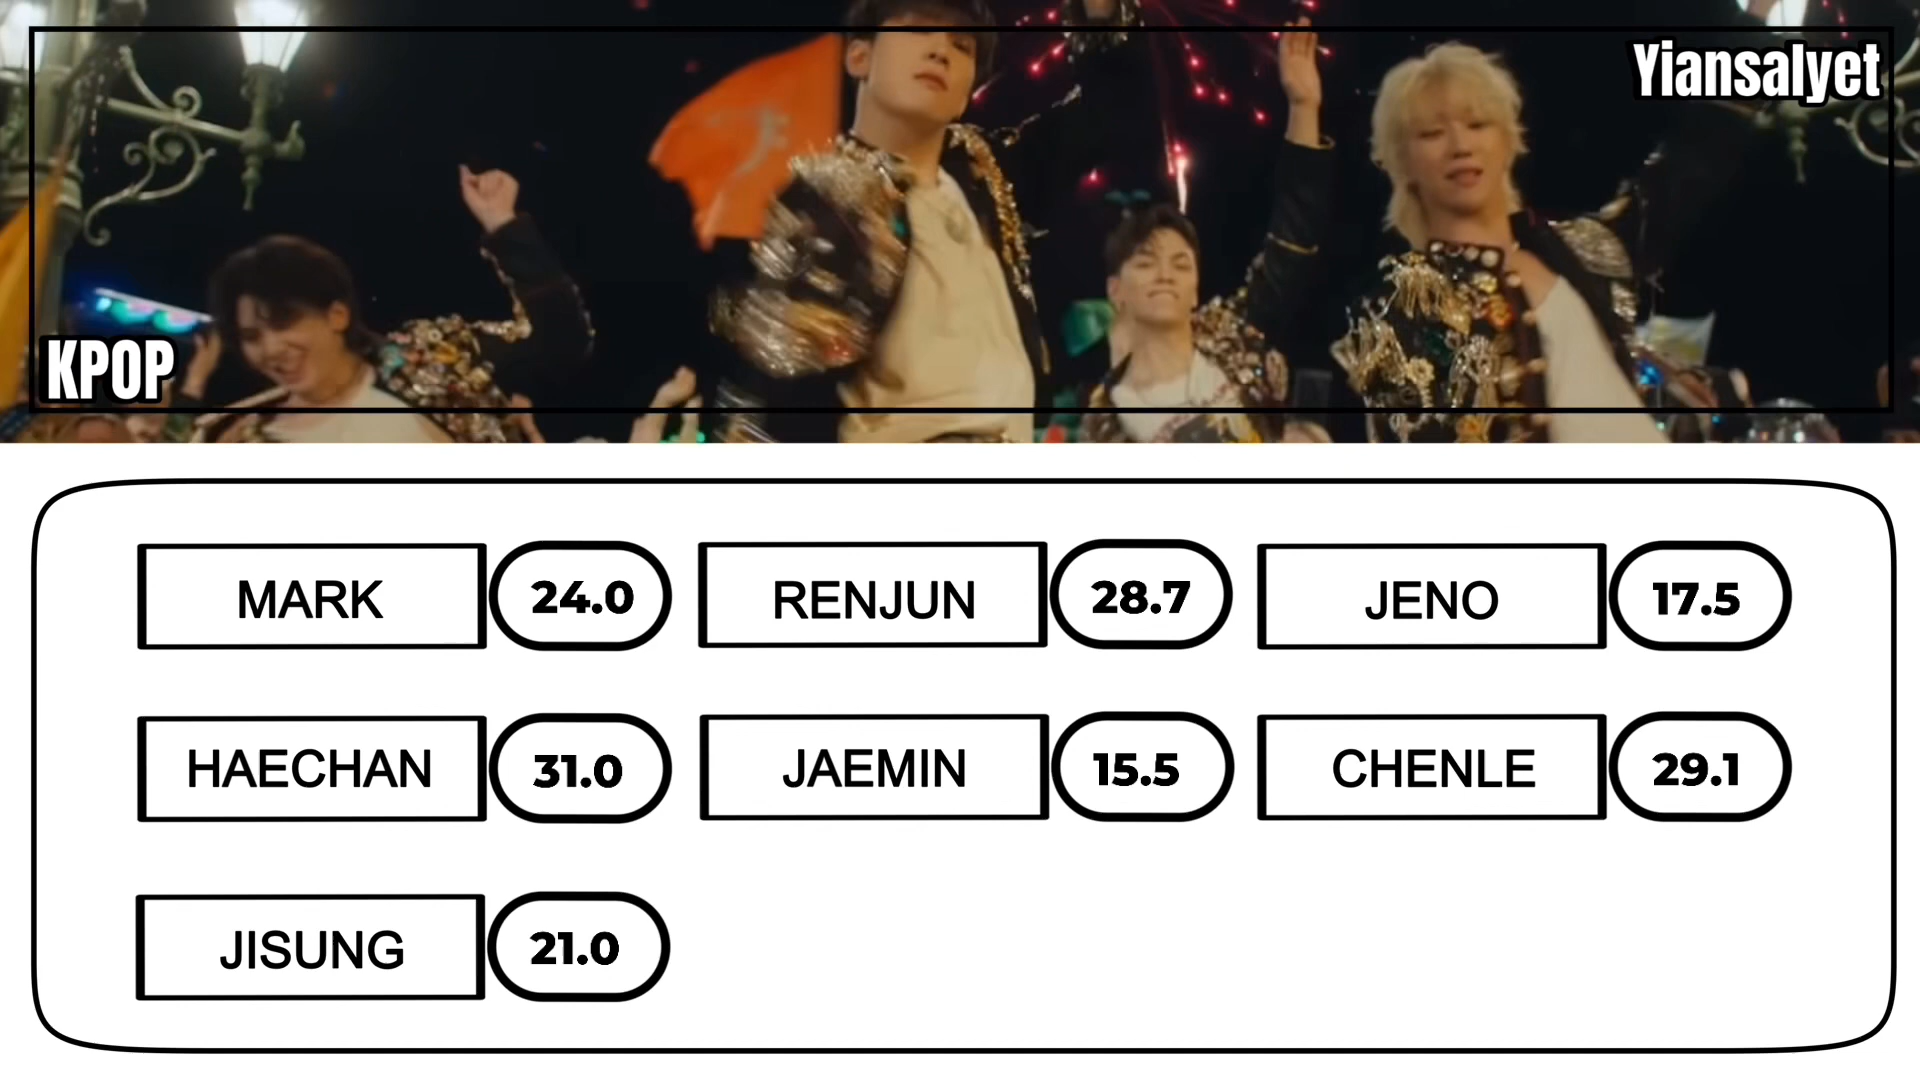 Yiansalyet
KPOP
MARK 24.0 RENJUN 28.7 JENO 17.5
HAECHAN 31.0 JAEMIN 15.5 CHENLE 29.1
JISUNG 21.0